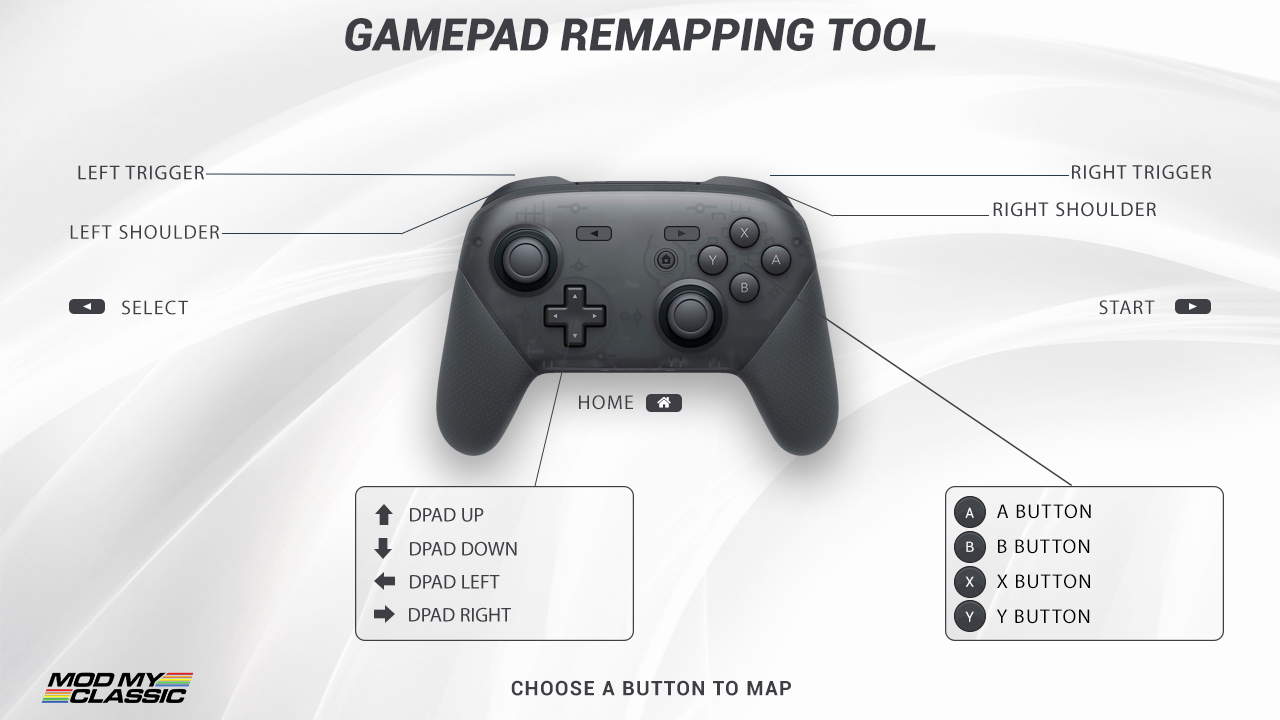 GAMEPAD REMAPPING TOOL
LEFT TRIGGER
RIGHT TRIGGER
RIGHT SHOULDER
LEFT SHOULDER
X
Y
A
B
SELECT
START
HOME
DPAD UP
DPAD DOWN
DPAD LEFT
DPAD RIGHT
A A BUTTON
B B BUTTON
X X BUTTON
Y Y BUTTON
MOD MY
CLASSIC
CHOOSE A BUTTON TO MAP